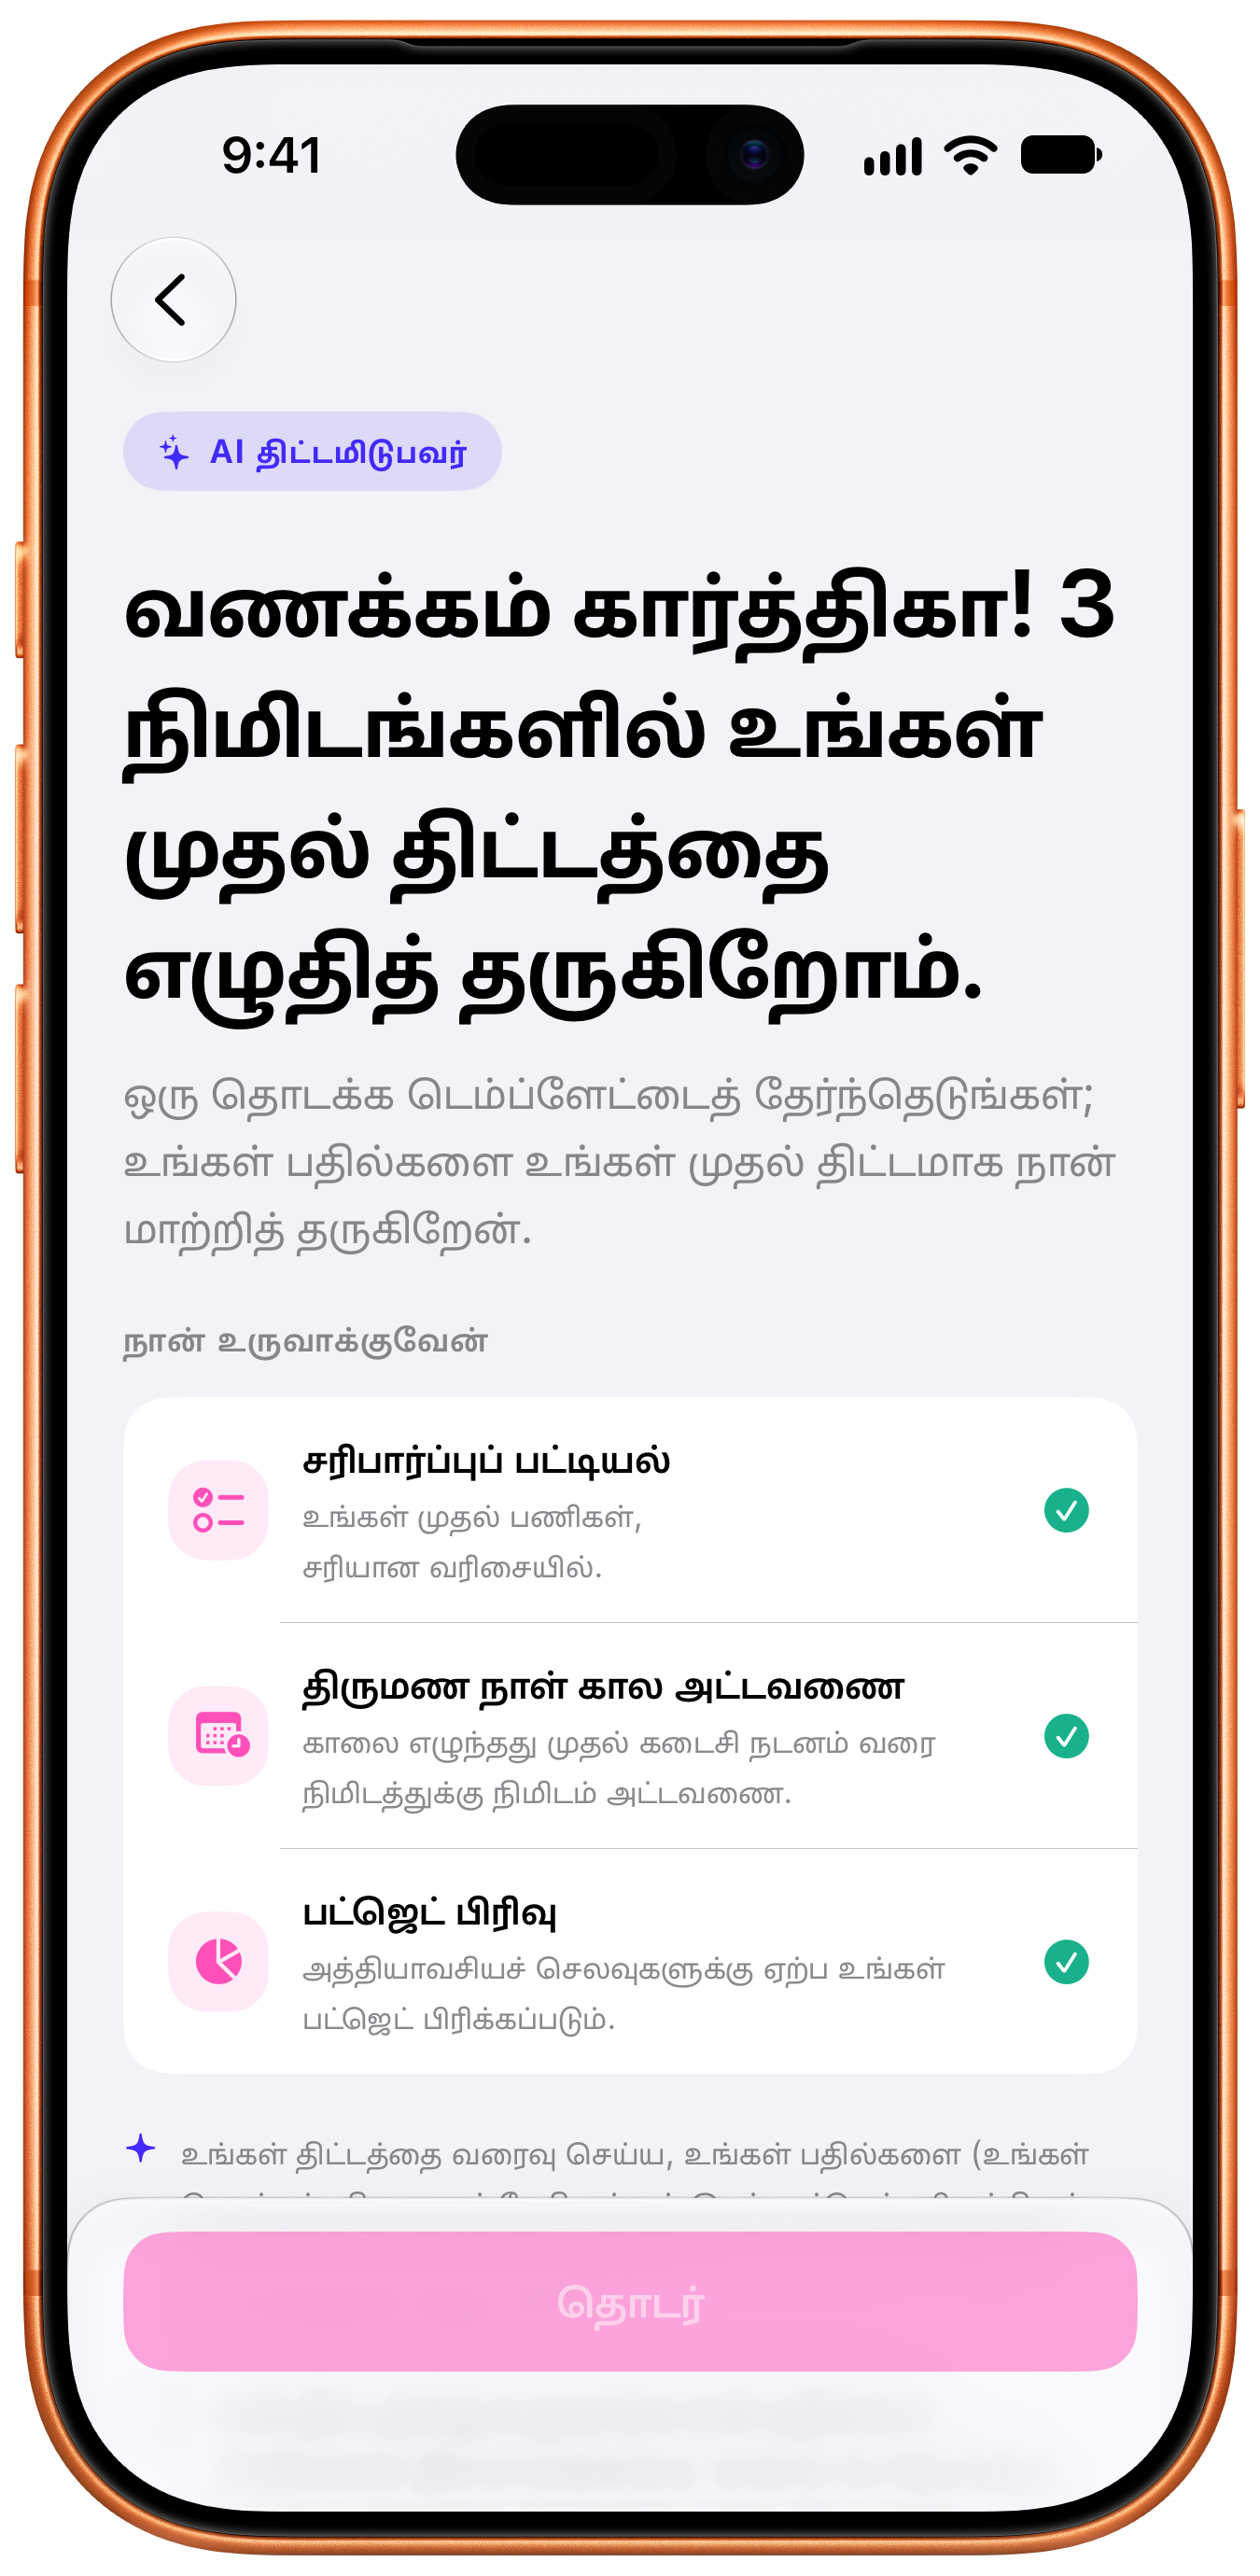 9:41
AI திட்டமிடுபவர்
வணக்கம் கார்த்திகா! 3
நிமிடங்களில் உங்கள்
முதல் திட்டத்தை
எழுதித் தருகிறோம்.
ஒரு தொடக்க டெம்ப்ளேட்டைத் தேர்ந்தெடுங்கள்;
உங்கள் பதில்களை உங்கள் முதல் திட்டமாக நான்
மாற்றித் தருகிறேன்.
நான் உருவாக்குவேன்
சரிபார்ப்புப் பட்டியல்
உங்கள் முதல் பணிகள்,
சரியான வரிசையில்.
திருமண நாள் கால அட்டவணை
காலை எழுந்தது முதல் கடைசி நடனம் வரை
நிமிடத்துக்கு நிமிடம் அட்டவணை.
பட்ஜெட் பிரிவு
அத்தியாவசியச் செலவுகளுக்கு ஏற்ப உங்கள்
பட்ஜெட் பிரிக்கப்படும்.
உங்கள் திட்டத்தை வரைவு செய்ய, உங்கள் பதில்களை (உங்கள்
தொடர்